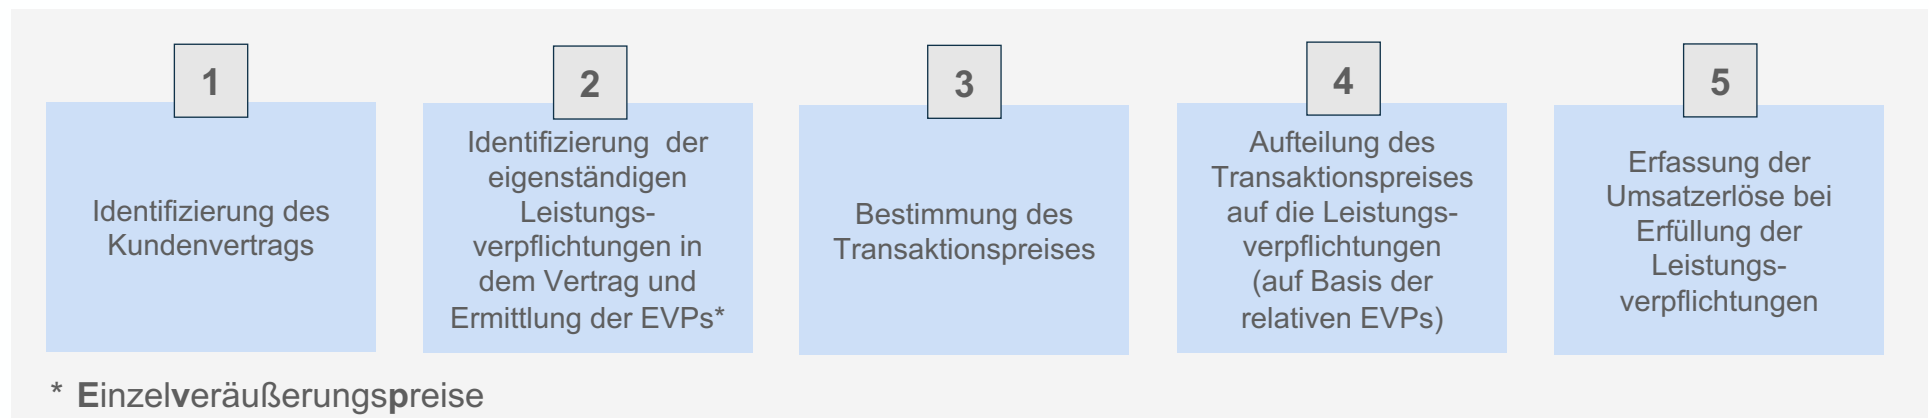 1
Identifizierung des
Kundenvertrags
2
Identifizierung der
eigenständigen
Leistungs-
verpflichtungen in
dem Vertrag und
Ermittlung der EVPs*
3
Bestimmung des
Transaktionspreises
4
Aufteilung des
Transaktionspreises
auf die Leistungs-
verpflichtungen
(auf Basis der
relativen EVPs)
5
Erfassung der
Umsatzerlöse bei
Erfüllung der
Leistungs-
verpflichtungen
* Einzelveräußerungspreise